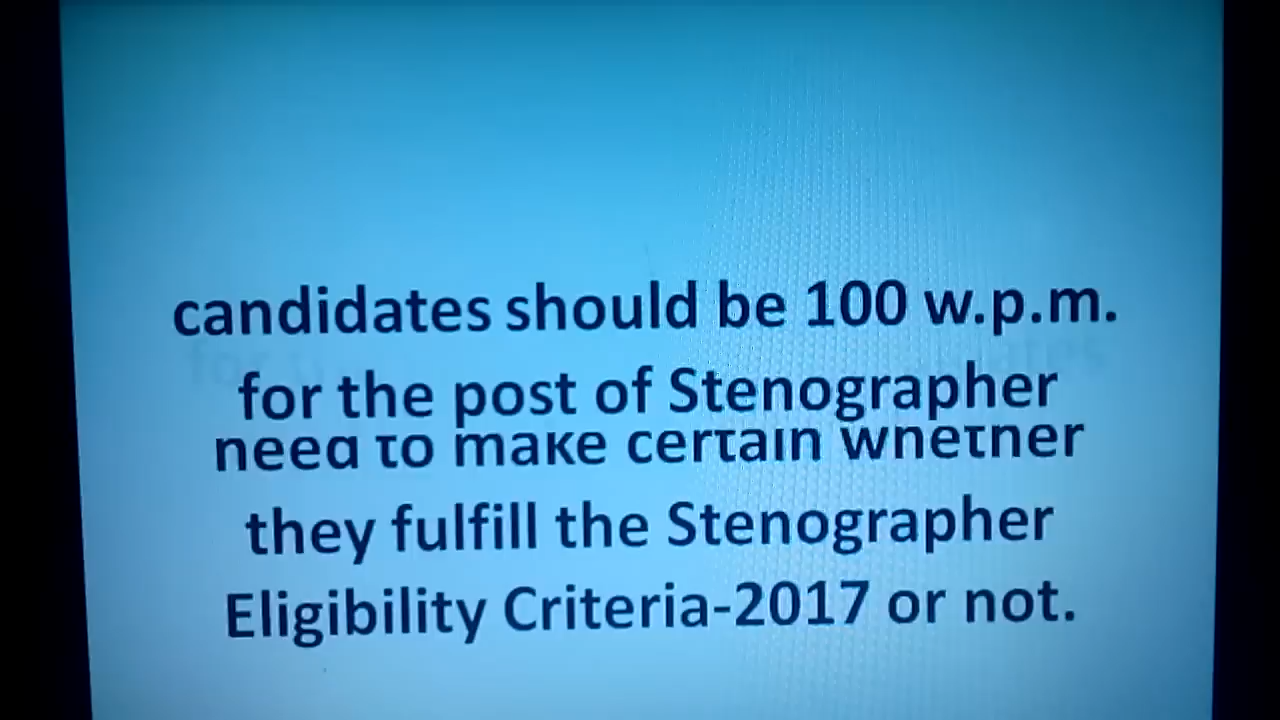 candidates should be 100 w.p.m.
for the post of Stenographer
need to make certain whether
they fulfill the Stenographer
Eligibility Criteria-2017 or not.